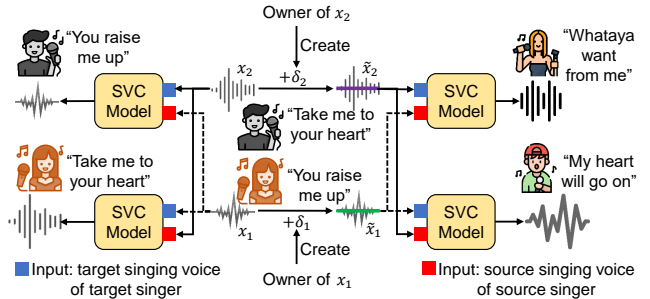 Owner of x₂
Create
"You raise
me up"
SVC
Model
x₂
+δ₂
x̃₂
SVC
Model
"Whataya
want
from me"
"Take me to
your heart"
"Take me to
your heart"
SVC
Model
"You raise
me up"
x₁
+δ₁
x̃₁
SVC
Model
"My heart
will go on"
Create
Owner of x₁
Input: target singing voice
of target singer
Input: source singing voice
of source singer